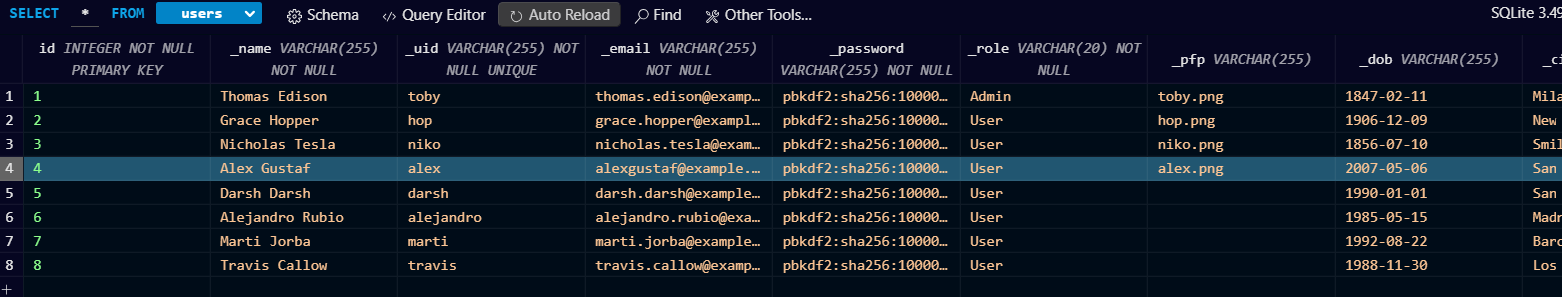 SELECT * FROM users Schema Query Editor Auto Reload Find Other Tools... SQLite 3.49
id INTEGER NOT NULL PRIMARY KEY _name VARCHAR(255) NOT NULL _uid VARCHAR(255) NOT NULL UNIQUE _email VARCHAR(255) NOT NULL _password VARCHAR(255) NOT NULL _role VARCHAR(20) NOT NULL _pfp VARCHAR(255) _dob VARCHAR(255) _ci
1 1 Thomas Edison toby thomas.edison@examp… pbkdf2:sha256:10000… Admin toby.png 1847-02-11 Mila
2 2 Grace Hopper hop grace.hopper@exampl… pbkdf2:sha256:10000… User hop.png 1906-12-09 New
3 3 Nicholas Tesla niko nicholas.tesla@exam… pbkdf2:sha256:10000… User niko.png 1856-07-10 Smil
4 4 Alex Gustaf alex alexgustaf@example.… pbkdf2:sha256:10000… User alex.png 2007-05-06 San
5 5 Darsh Darsh darsh darsh.darsh@example… pbkdf2:sha256:10000… User 1990-01-01 San
6 6 Alejandro Rubio alejandro alejandro.rubio@exa… pbkdf2:sha256:10000… User 1985-05-15 Madr
7 7 Marti Jorba marti marti.jorba@example… pbkdf2:sha256:10000… User 1992-08-22 Barc
8 8 Travis Callow travis travis.callow@examp… pbkdf2:sha256:10000… User 1988-11-30 Los
+